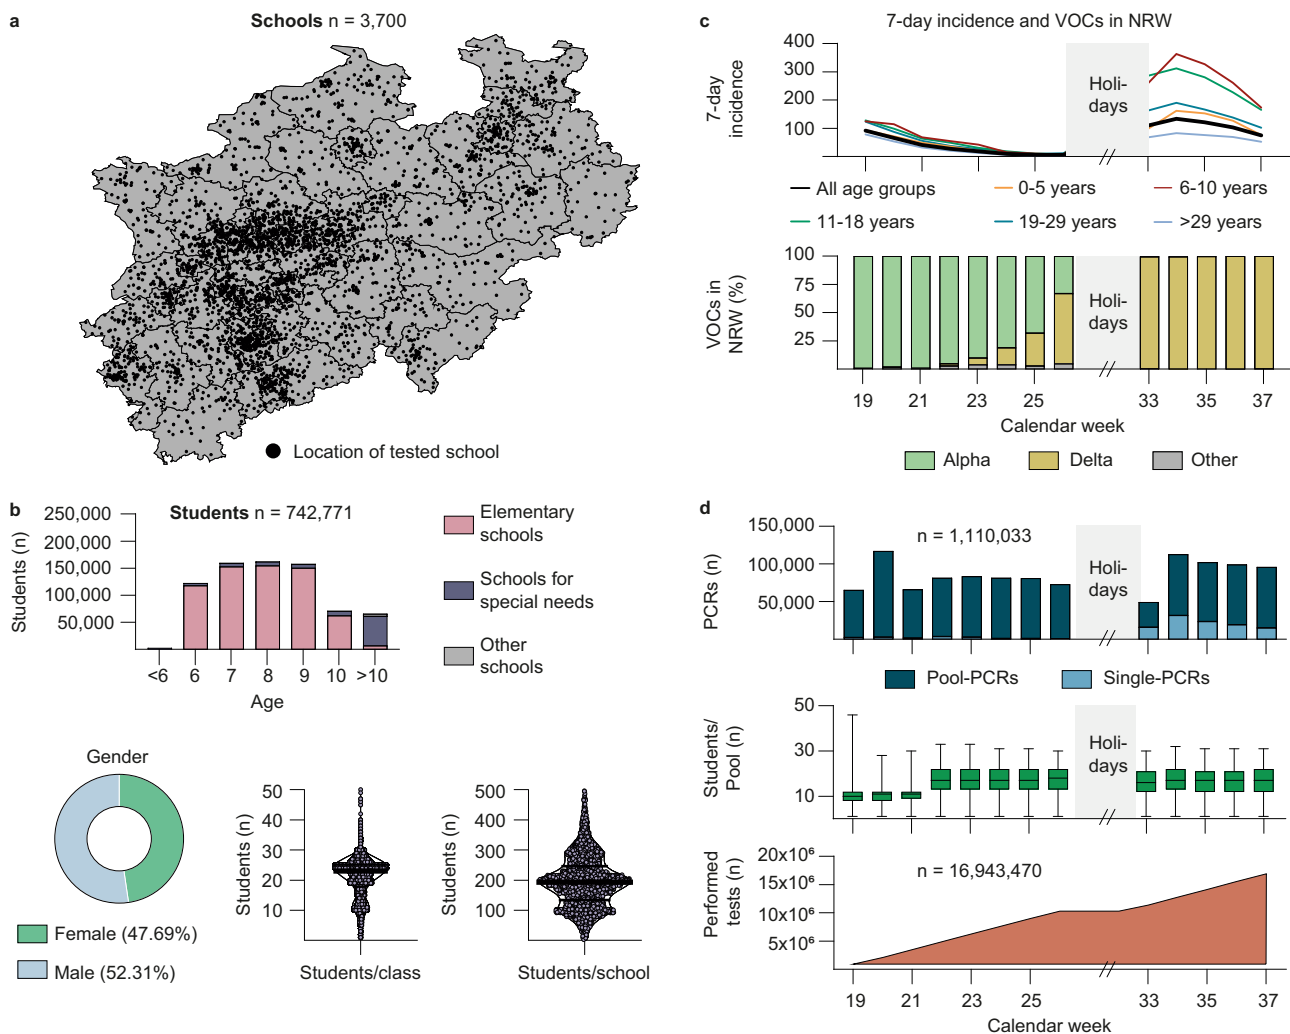 a
Schools n = 3,700
Location of tested school
b
Students n = 742,771
Students (n)
250,000
200,000
150,000
100,000
50,000
<6
6
7
8
9
10
>10
Age
Elementary
schools
Schools for
special needs
Other
schools
Gender
Female (47.69%)
Male (52.31%)
Students (n)
50
40
30
20
10
Students/class
Students (n)
500
400
300
200
100
Students/school
c
7-day incidence and VOCs in NRW
7-day
incidence
400
300
200
100
Holi-
days
All age groups
0-5 years
6-10 years
11-18 years
19-29 years
>29 years
VOCs in
NRW (%)
100
75
50
25
Holi-
days
19
21
23
25
33
35
37
Calendar week
Alpha
Delta
Other
d
PCRs (n)
150,000
100,000
50,000
n = 1,110,033
Holi-
days
Pool-PCRs
Single-PCRs
Students/
Pool (n)
50
30
10
Holi-
days
Performed
tests (n)
20x10⁶
15x10⁶
10x10⁶
5x10⁶
n = 16,943,470
19
21
23
25
33
35
37
Calendar week